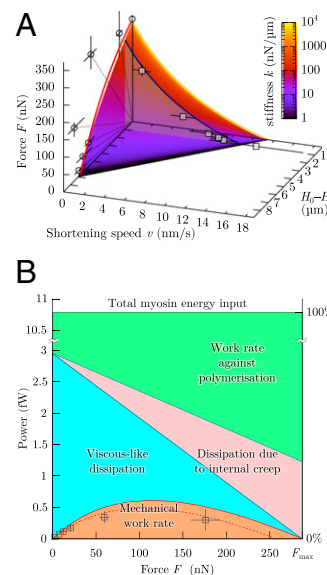 A
stiffness k (nN/µm)
10⁴
1000
100
10
1
Force F (nN)
350
300
250
200
150
100
50
0
0 2 4 6 8 10 12 14 16 18
Shortening speed v (nm/s)
1 2 3 4 5 6 7 8
H₀–H
(µm)
B
Total myosin energy input
Power (fW)
11
10.5
3
2.5
2
1.5
1
0.5
0
100%
0%
Work rate
against
polymerisation
Viscous-like
dissipation
Dissipation due
to internal creep
Mechanical
work rate
0 50 100 150 200 250 Fmax
Force F (nN)